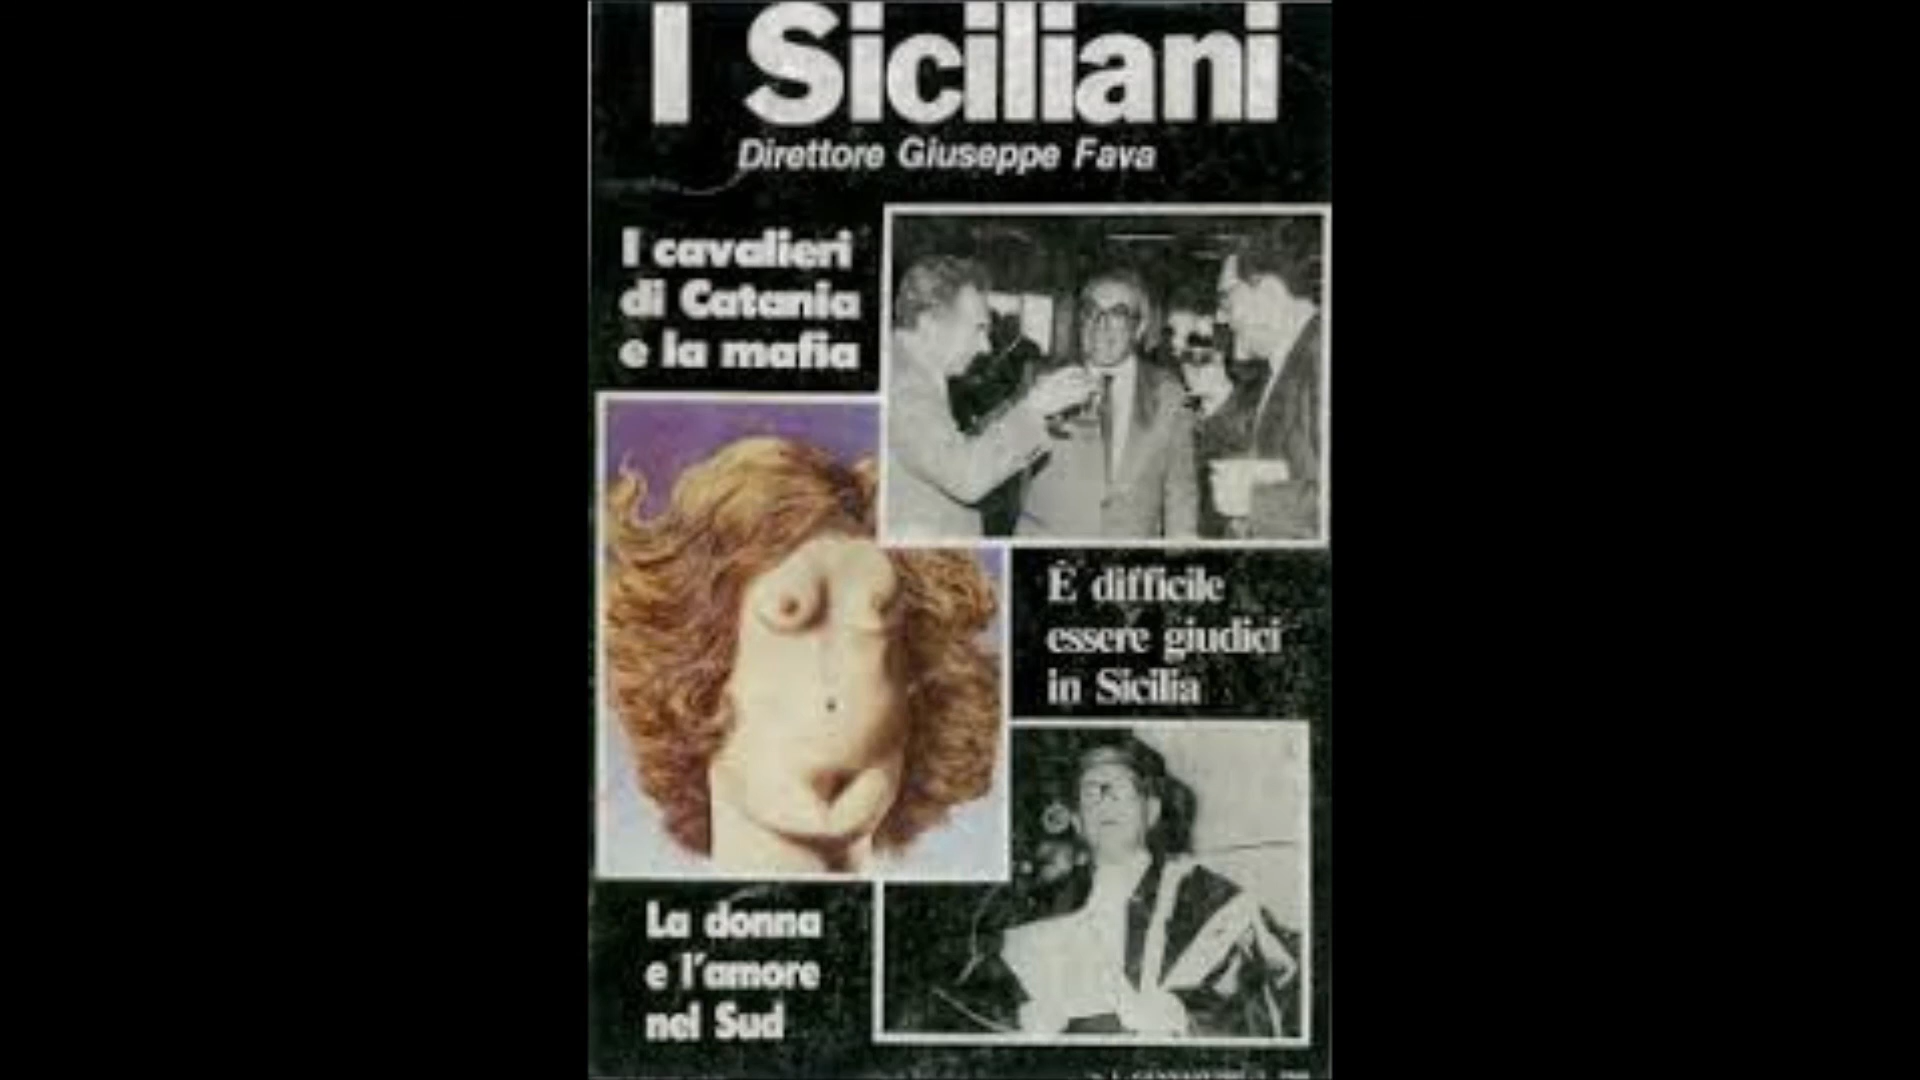 I Siciliani
Direttore Giuseppe Fava
I cavalieri
di Catania
e la mafia
È difficile
essere giudici
in Sicilia
La donna
e l'amore
nel Sud